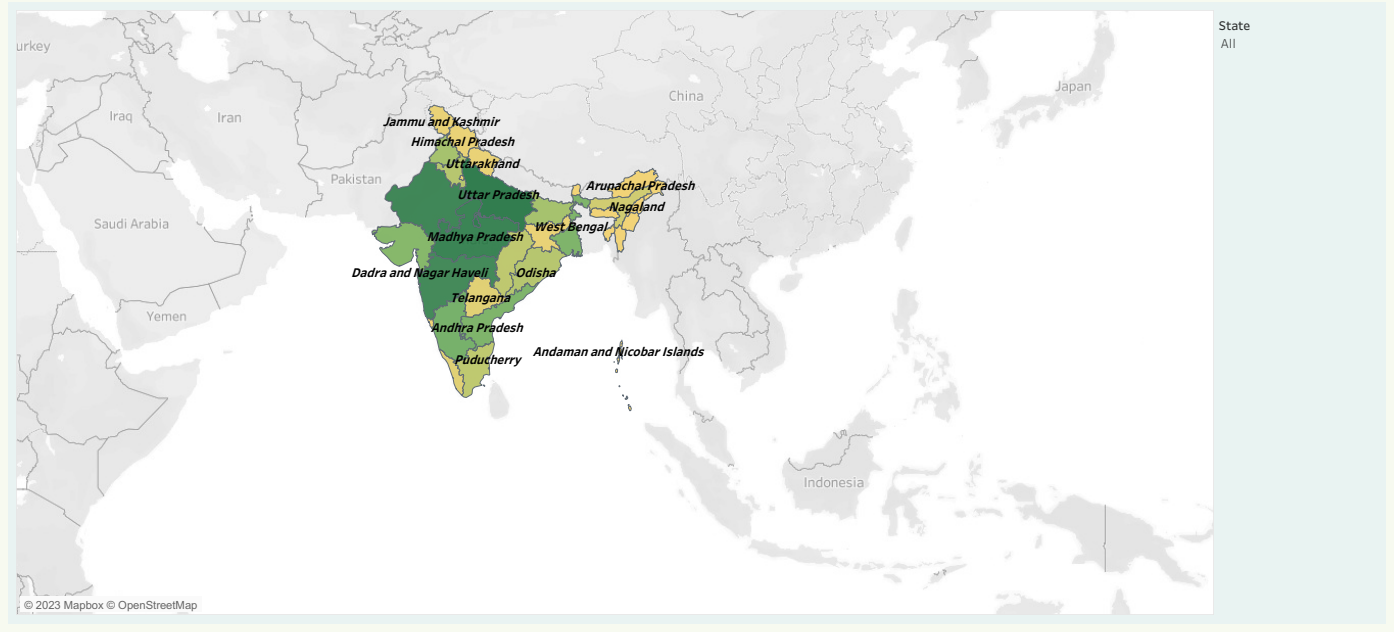 State
All
urkey
Japan
China
Iraq
Iran
Jammu and Kashmir
Himachal Pradesh
Uttarakhand
Pakistan
Arunachal Pradesh
Uttar Pradesh
Nagaland
Saudi Arabia
West Bengal
Madhya Pradesh
Dadra and Nagar Haveli
Odisha
Telangana
Yemen
Andhra Pradesh
Andaman and Nicobar Islands
Puducherry
Indonesia
© 2023 Mapbox © OpenStreetMap